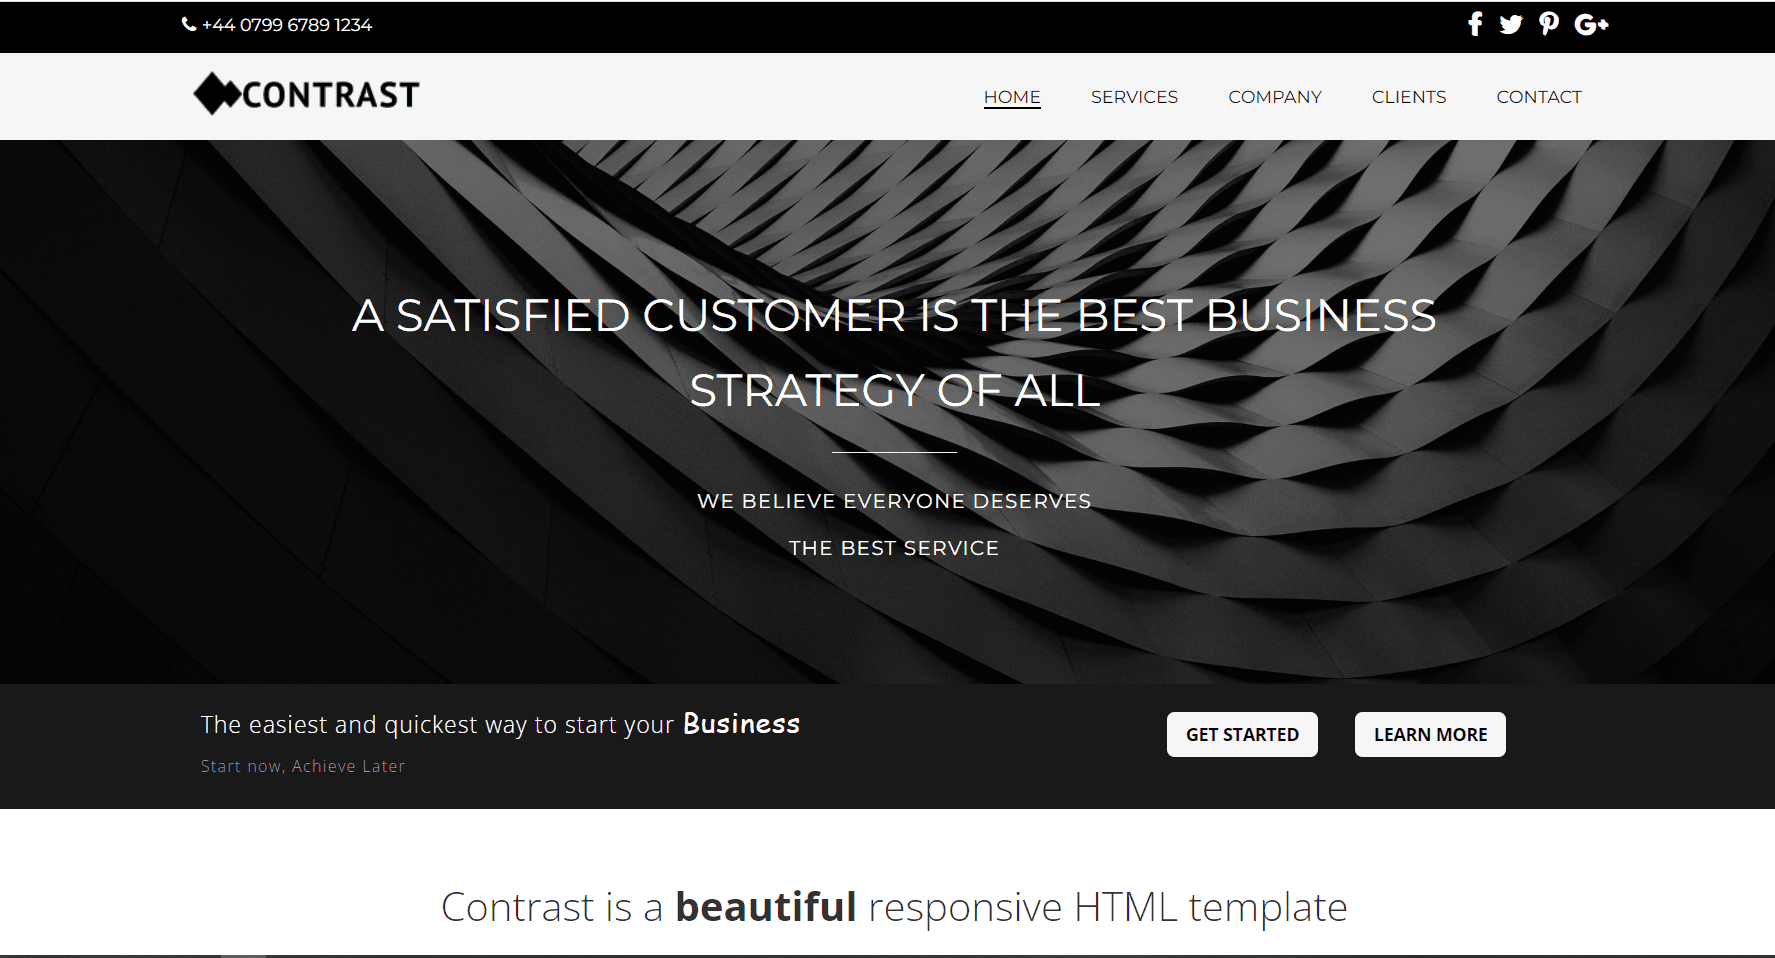 +44 0799 6789 1234
CONTRAST
HOME SERVICES COMPANY CLIENTS CONTACT
A SATISFIED CUSTOMER IS THE BEST BUSINESS
STRATEGY OF ALL
WE BELIEVE EVERYONE DESERVES
THE BEST SERVICE
The easiest and quickest way to start your Business
Start now, Achieve Later
GET STARTED LEARN MORE
Contrast is a beautiful responsive HTML template